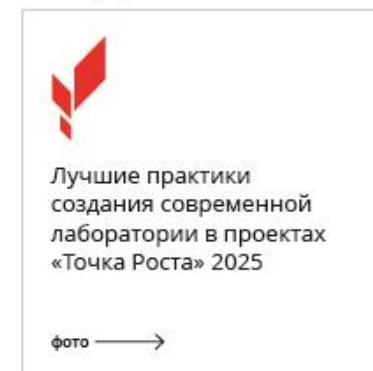 Лучшие практики
создания современной
лаборатории в проектах
«Точка Роста» 2025
фото